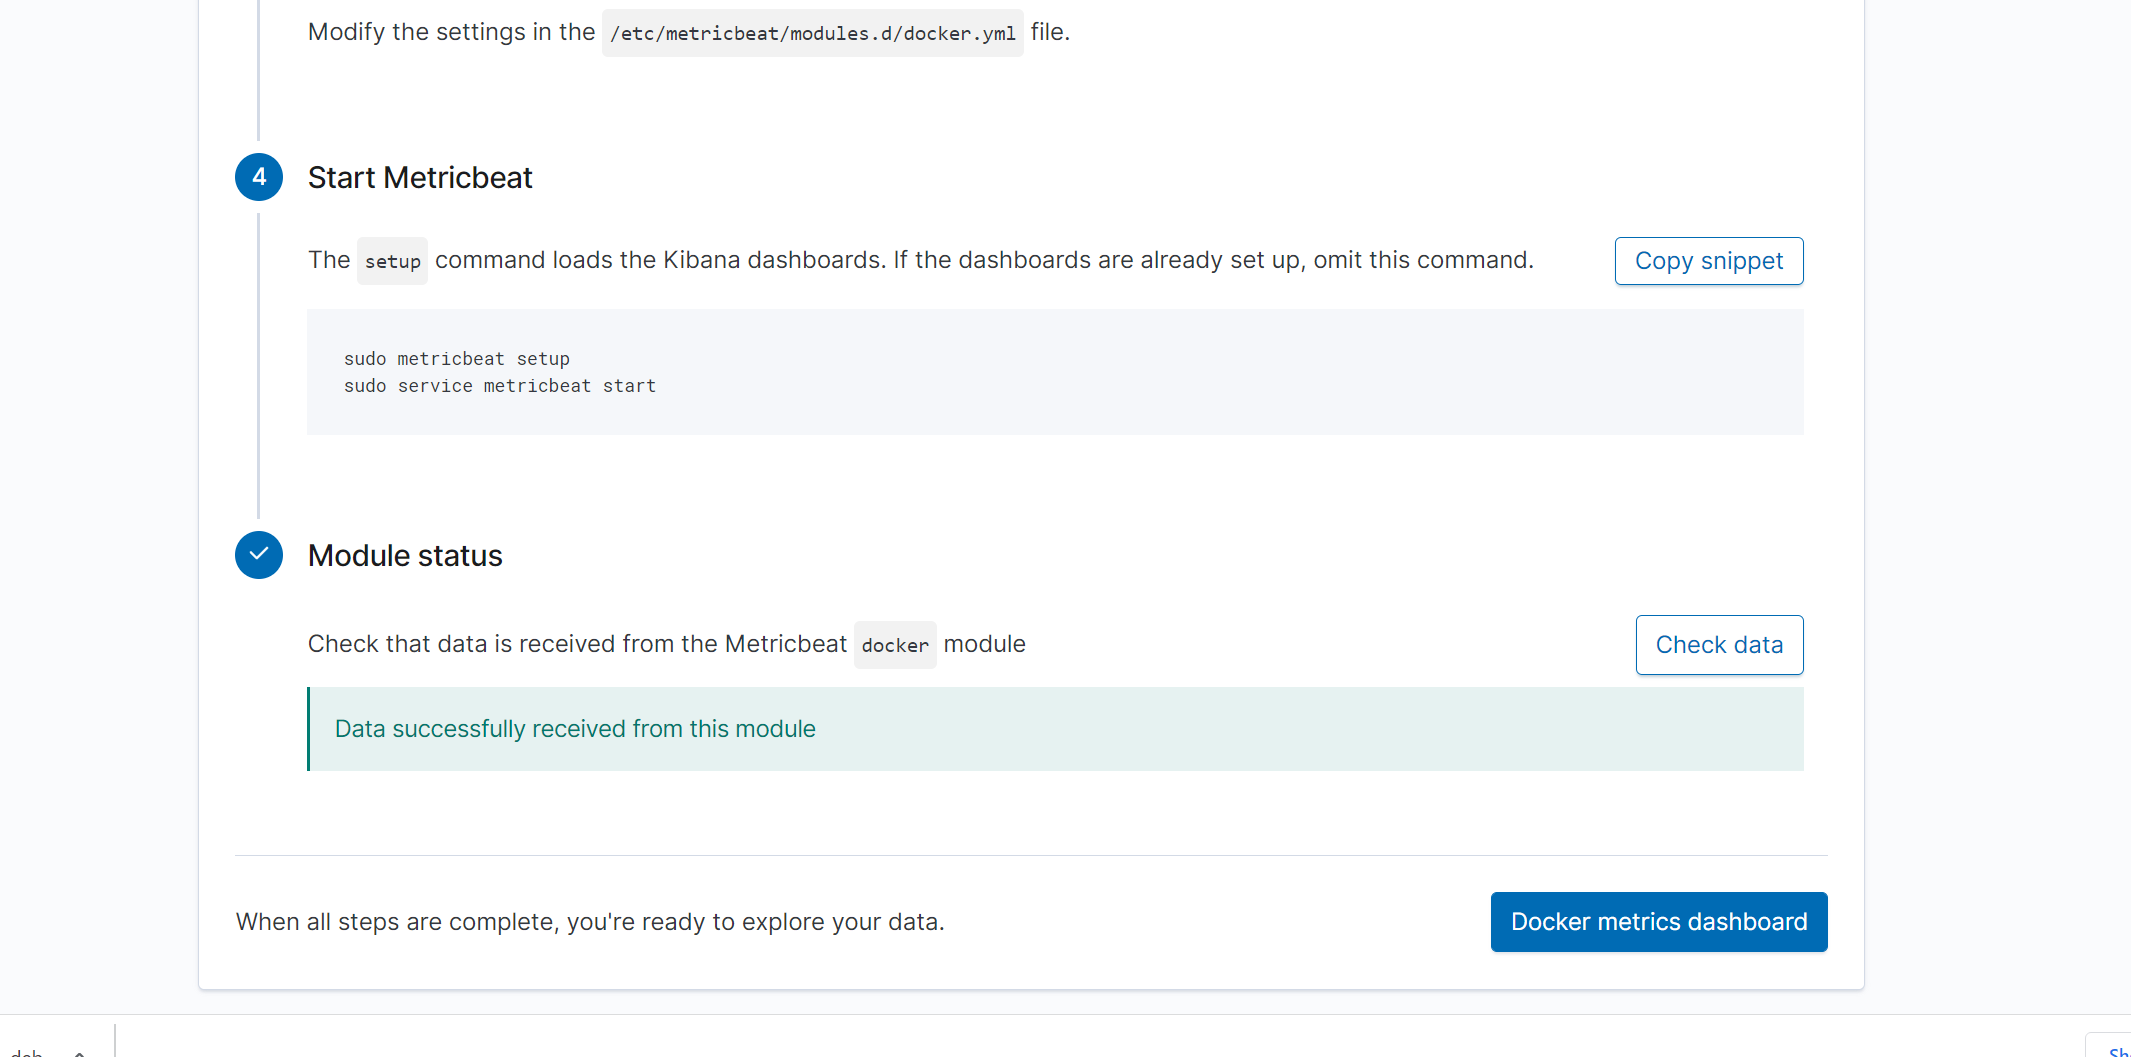 Modify the settings in the /etc/metricbeat/modules.d/docker.yml file.
4 Start Metricbeat
The setup command loads the Kibana dashboards. If the dashboards are already set up, omit this command. Copy snippet
sudo metricbeat setup
sudo service metricbeat start
Module status
Check that data is received from the Metricbeat docker module Check data
Data successfully received from this module
When all steps are complete, you're ready to explore your data. Docker metrics dashboard